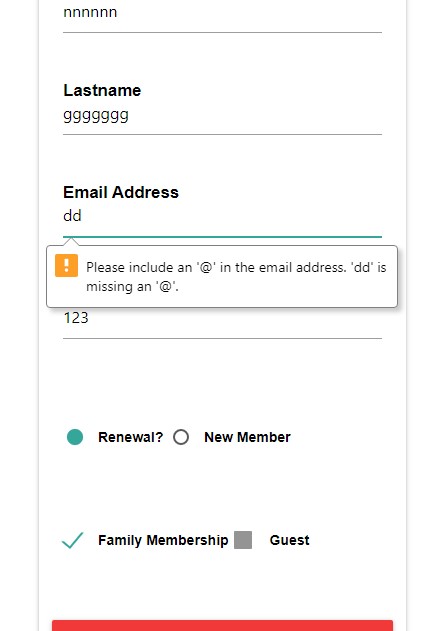 nnnnnn
Lastname
ggggggg
Email Address
dd
Please include an '@' in the email address. 'dd' is
missing an '@'.
123
Renewal? New Member
Family Membership Guest